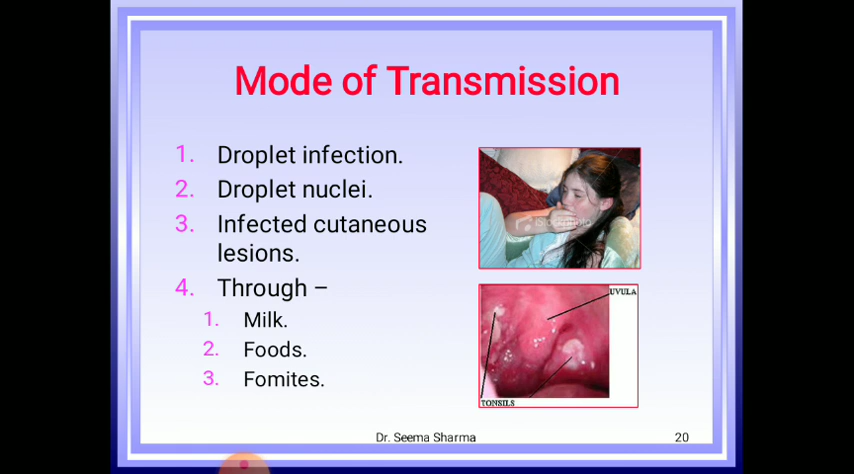 Mode of Transmission
1. Droplet infection.
2. Droplet nuclei.
3. Infected cutaneous
lesions.
4. Through –
1. Milk.
2. Foods.
3. Fomites.
UVULA
TONSILS
Dr. Seema Sharma
20